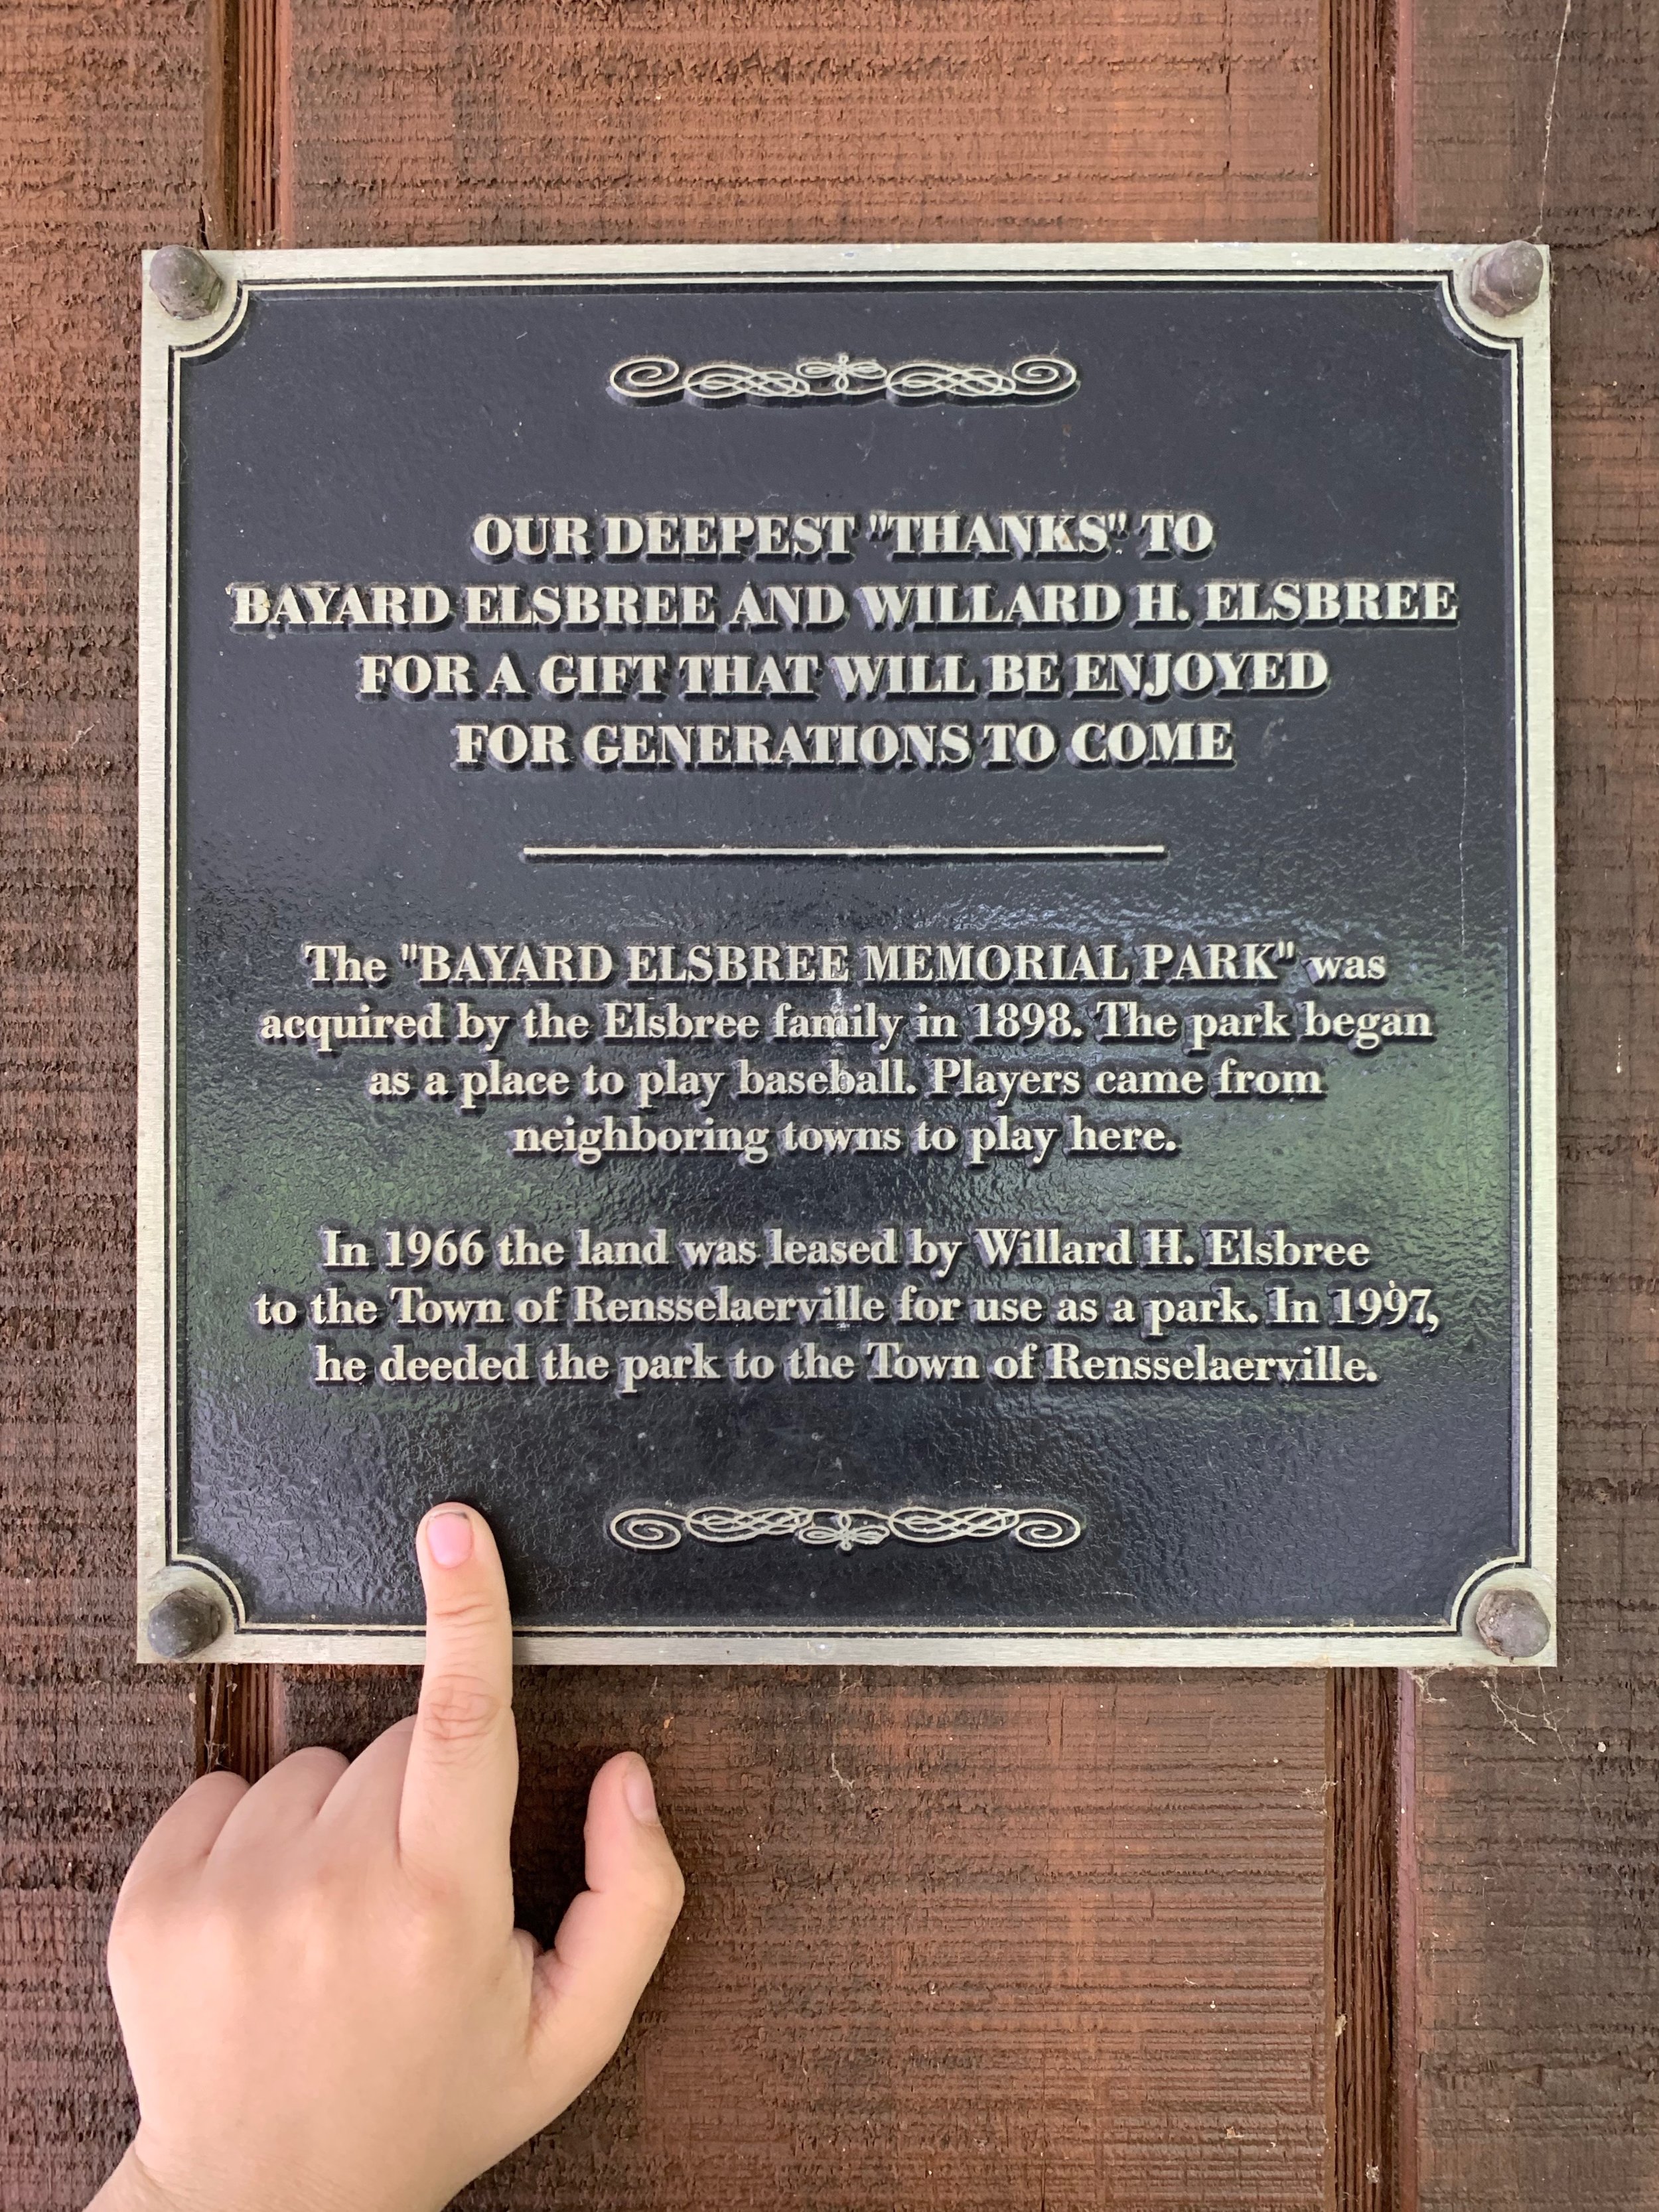 OUR DEEPEST "THANKS" TO
BAYARD ELSBREE AND WILLARD H. ELSBREE
FOR A GIFT THAT WILL BE ENJOYED
FOR GENERATIONS TO COME
The "BAYARD ELSBREE MEMORIAL PARK" was
acquired by the Elsbree family in 1898. The park began
as a place to play baseball. Players came from
neighboring towns to play here.
In 1966 the land was leased by Willard H. Elsbree
to the Town of Rensselaerville for use as a park. In 1997,
he deeded the park to the Town of Rensselaerville.